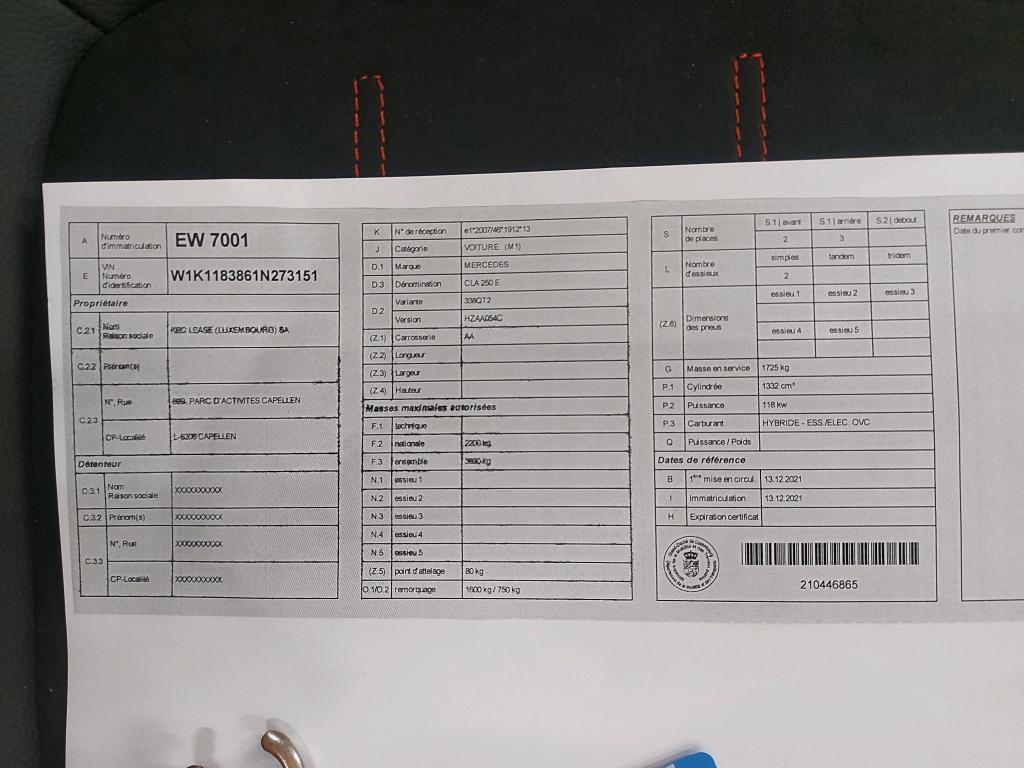 A Numéro d'immatriculation EW 7001
E VIN Numéro d'identification W1K1183861N273151
Propriétaire
C.2.1 Nom Raison sociale KBC LEASE (LUXEMBOURG) SA
C.2.2 Prénom(s)
C.2.3 N°, Rue PARC D'ACTIVITES CAPELLEN
CP-Localité L-8308 CAPELLEN
Détenteur
C.3.1 Nom Raison sociale XXXXXXXXXX
C.3.2 Prénom(s) XXXXXXXXXX
C.3.3 N°, Rue XXXXXXXXXX
CP-Localité XXXXXXXXXX
K N° de réception e1*2007/46*1912*13
J Catégorie VOITURE (M1)
D.1 Marque MERCEDES
D.3 Dénomination CLA 250 E
D.2 Variante 338QT2
Version HZAA054C
(Z.1) Carrosserie AA
(Z.2) Longueur
(Z.3) Largeur
(Z.4) Hauteur
Masses maximales autorisées
F.1 technique
F.2 nationale 2200 kg
F.3 ensemble kg
N.1 essieu 1
N.2 essieu 2
N.3 essieu 3
N.4 essieu 4
N.5 essieu 5
(Z.5) point d'attelage 80 kg
O.1/O.2 remorquage 1600 kg / 750 kg
S Nombre de places S.1 | avant S.1 | arrière S.2 | debout
2 3
L Nombre d'essieux simples tandem tridem
2
(Z.6) Dimensions des pneus essieu 1 essieu 2 essieu 3
essieu 4 essieu 5
G Masse en service 1725 kg
P.1 Cylindrée 1332 cm³
P.2 Puissance 118 kw
P.3 Carburant HYBRIDE - ESS./ELEC. OVC
Q Puissance / Poids
Dates de référence
B 1ère mise en circul. 13.12.2021
I Immatriculation 13.12.2021
H Expiration certificat
210446865
REMARQUES
Date du premier con